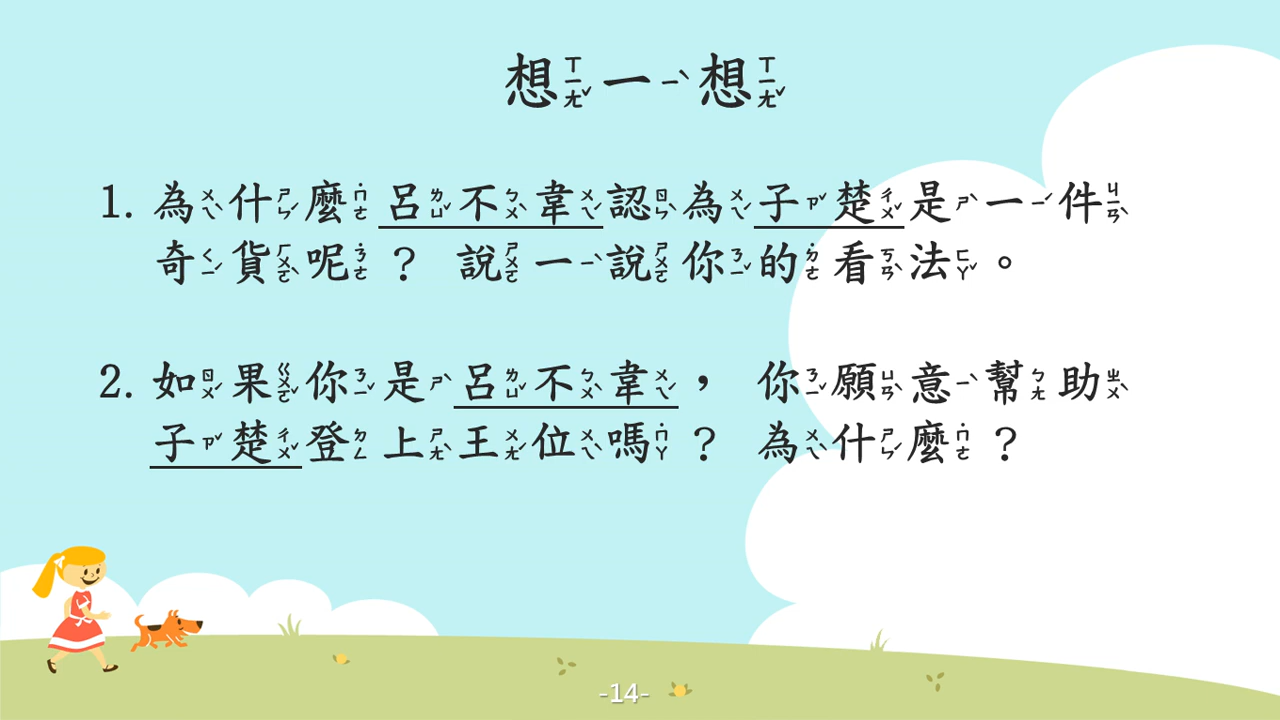 想一想
1. 為什麼呂不韋認為子楚是一件
奇貨呢？ 說一說你的看法。
2. 如果你是呂不韋， 你願意幫助
子楚登上王位嗎？ 為什麼？
-14-